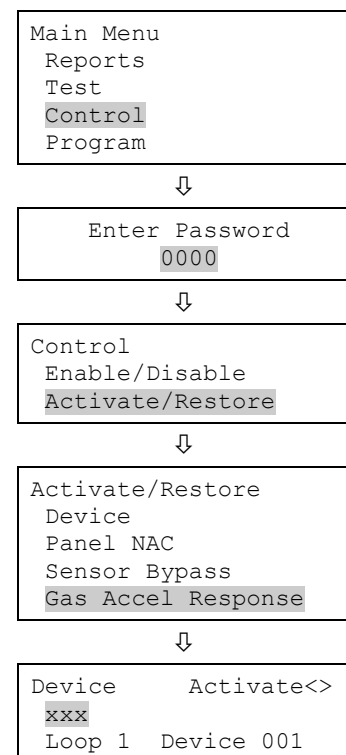 Main Menu
Reports
Test
Control
Program
⇩
Enter Password
0000
⇩
Control
Enable/Disable
Activate/Restore
⇩
Activate/Restore
Device
Panel NAC
Sensor Bypass
Gas Accel Response
⇩
Device Activate<>
xxx
Loop 1 Device 001